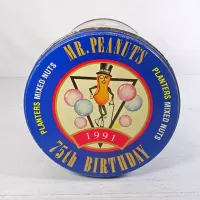 MR. PEANUT'S
PLANTERS MIXED NUTS
PLANTERS MIXED NUTS
1991
75th BIRTHDAY